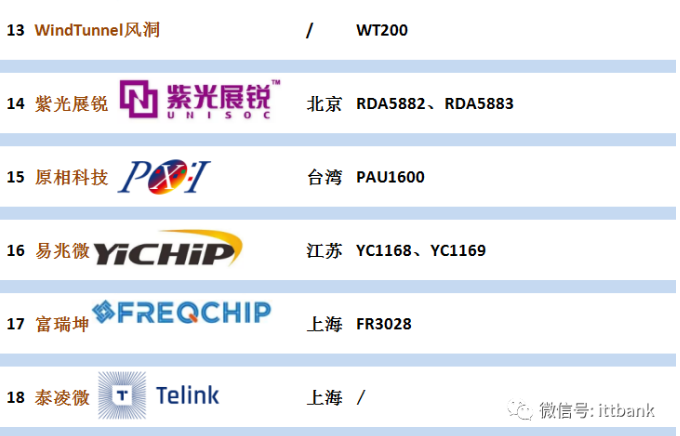 13 WindTunnel风洞 / WT200
14 紫光展锐 紫光展锐™ 北京 RDA5882、RDA5883
UNISOC
15 原相科技 PXI 台湾 PAU1600
16 易兆微 YiCHiP 江苏 YC1168、YC1169
17 富瑞坤 FREQCHIP 上海 FR3028
18 泰凌微 T Telink 上海 /
微信号: ittbank